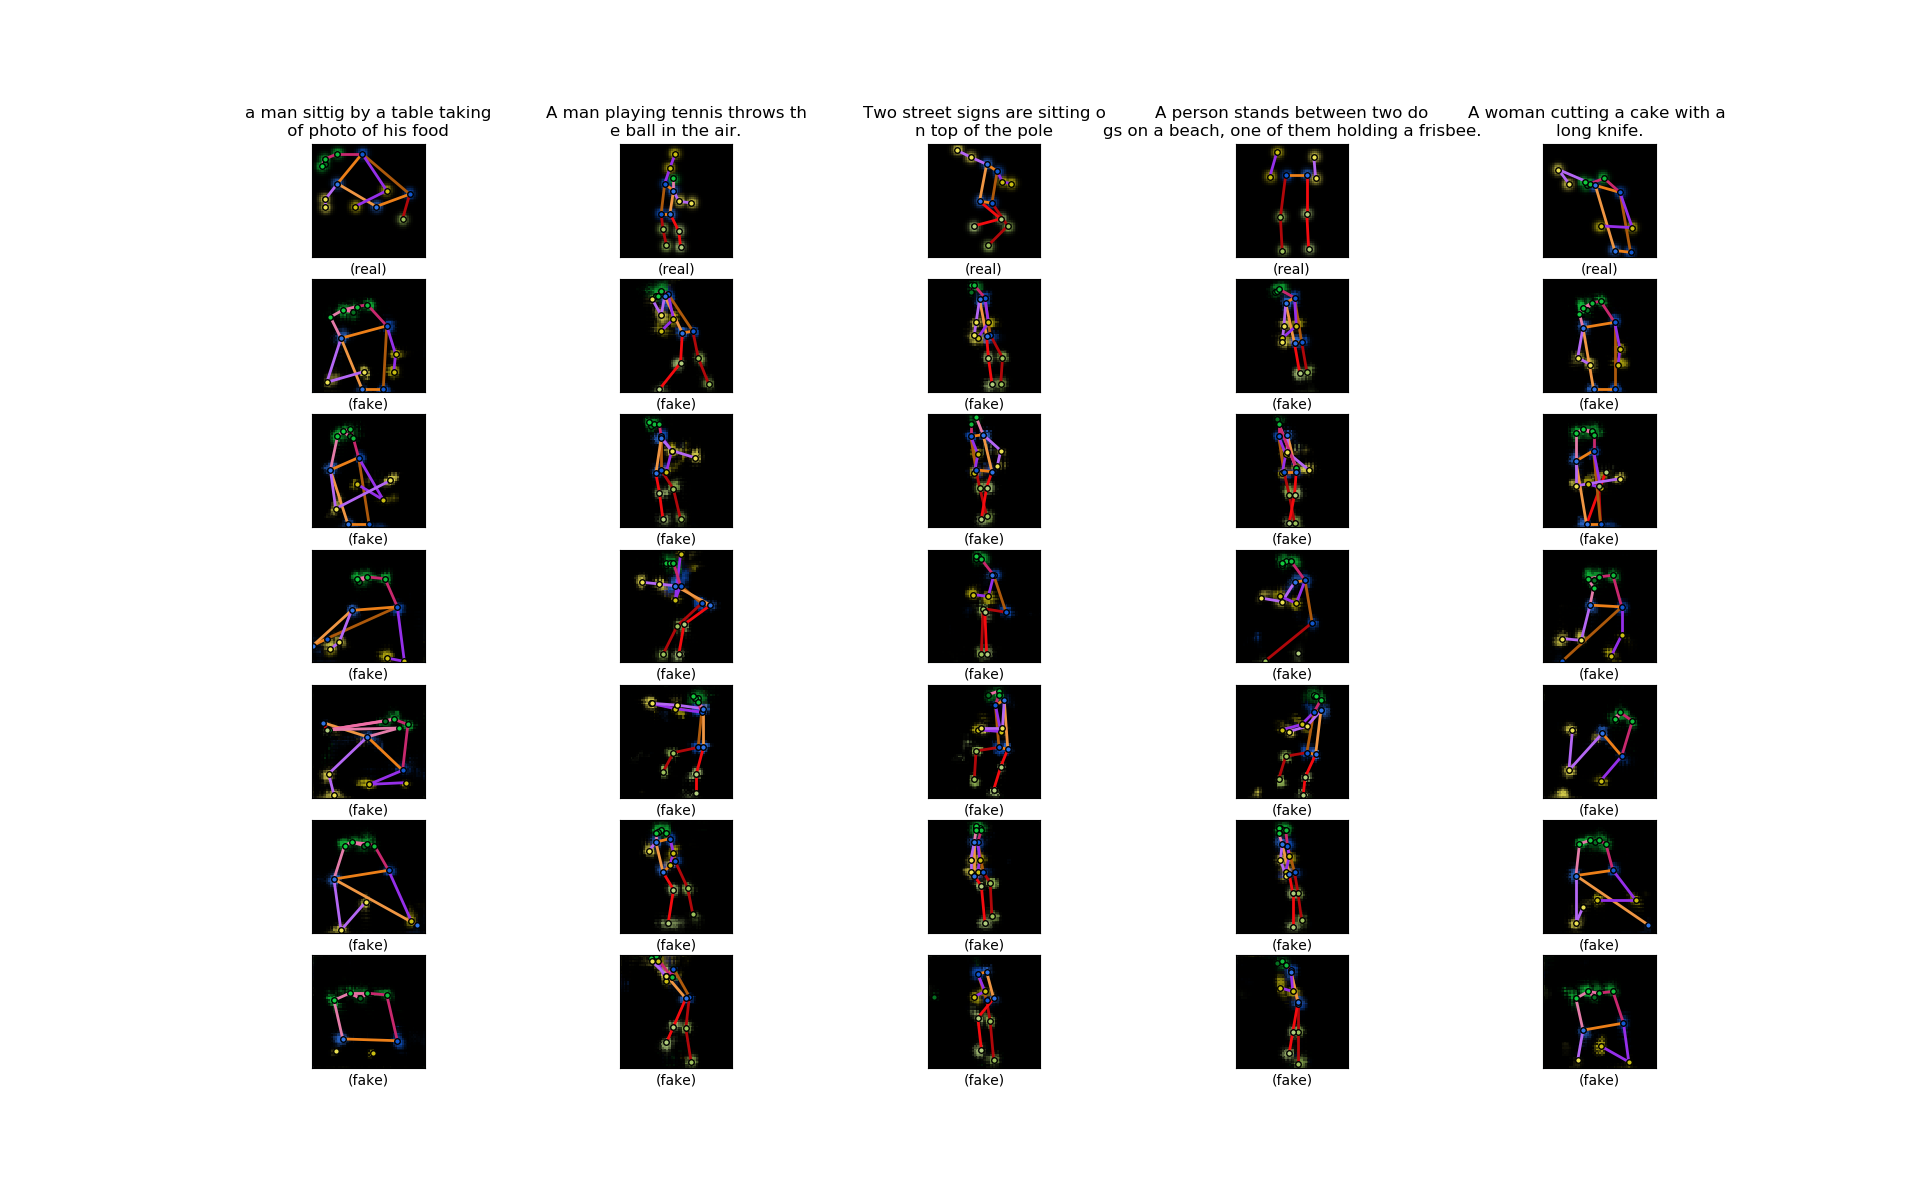 a man sittig by a table taking
of photo of his food
A man playing tennis throws th
e ball in the air.
Two street signs are sitting o
n top of the pole
A person stands between two do
gs on a beach, one of them holding a frisbee.
A woman cutting a cake with a
long knife.
(real) (real) (real) (real) (real)
(fake) (fake) (fake) (fake) (fake)
(fake) (fake) (fake) (fake) (fake)
(fake) (fake) (fake) (fake) (fake)
(fake) (fake) (fake) (fake) (fake)
(fake) (fake) (fake) (fake) (fake)
(fake) (fake) (fake) (fake) (fake)